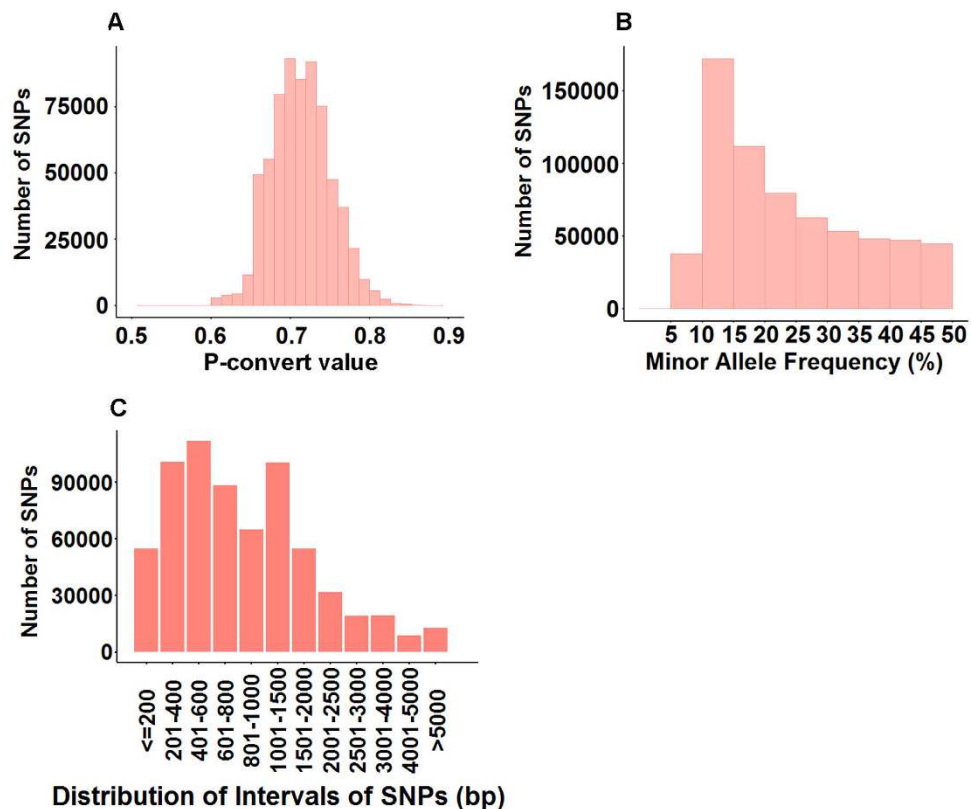 A
Number of SNPs
75000
50000
25000
0
0.5 0.6 0.7 0.8 0.9
P-convert value
B
Number of SNPs
150000
100000
50000
0
5 10 15 20 25 30 35 40 45 50
Minor Allele Frequency (%)
C
Number of SNPs
90000
60000
30000
0
<=200
201-400
401-600
601-800
801-1000
1001-1500
1501-2000
2001-2500
2501-3000
3001-4000
4001-5000
>5000
Distribution of Intervals of SNPs (bp)